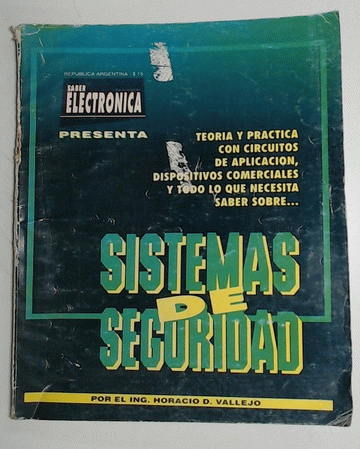 REPUBLICA ARGENTINA - $ 15
SABER
ELECTRONICA
PRESENTA
TEORIA Y PRACTICA
CON CIRCUITOS
DE APLICACION,
DISPOSITIVOS COMERCIALES
Y TODO LO QUE NECESITA
SABER SOBRE...
SISTEMAS
DE
SEGURIDAD
POR EL ING. HORACIO D. VALLEJO